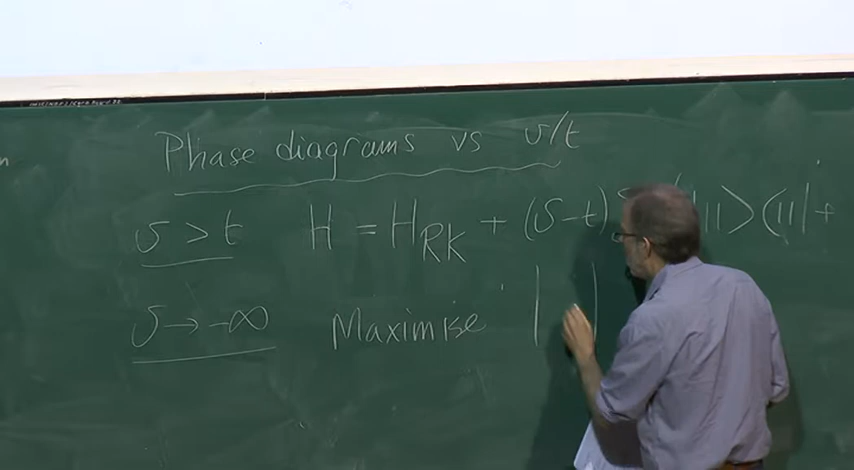 Phase diagrams vs v/t
v > t H = H_RK + (v-t) Σ (|11><11| +
v → -∞ Maximise | |